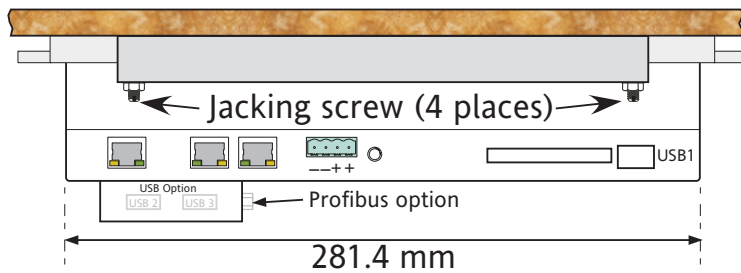 Jacking screw (4 places)
––++
USB1
USB Option
USB 2
USB 3
Profibus option
281.4 mm